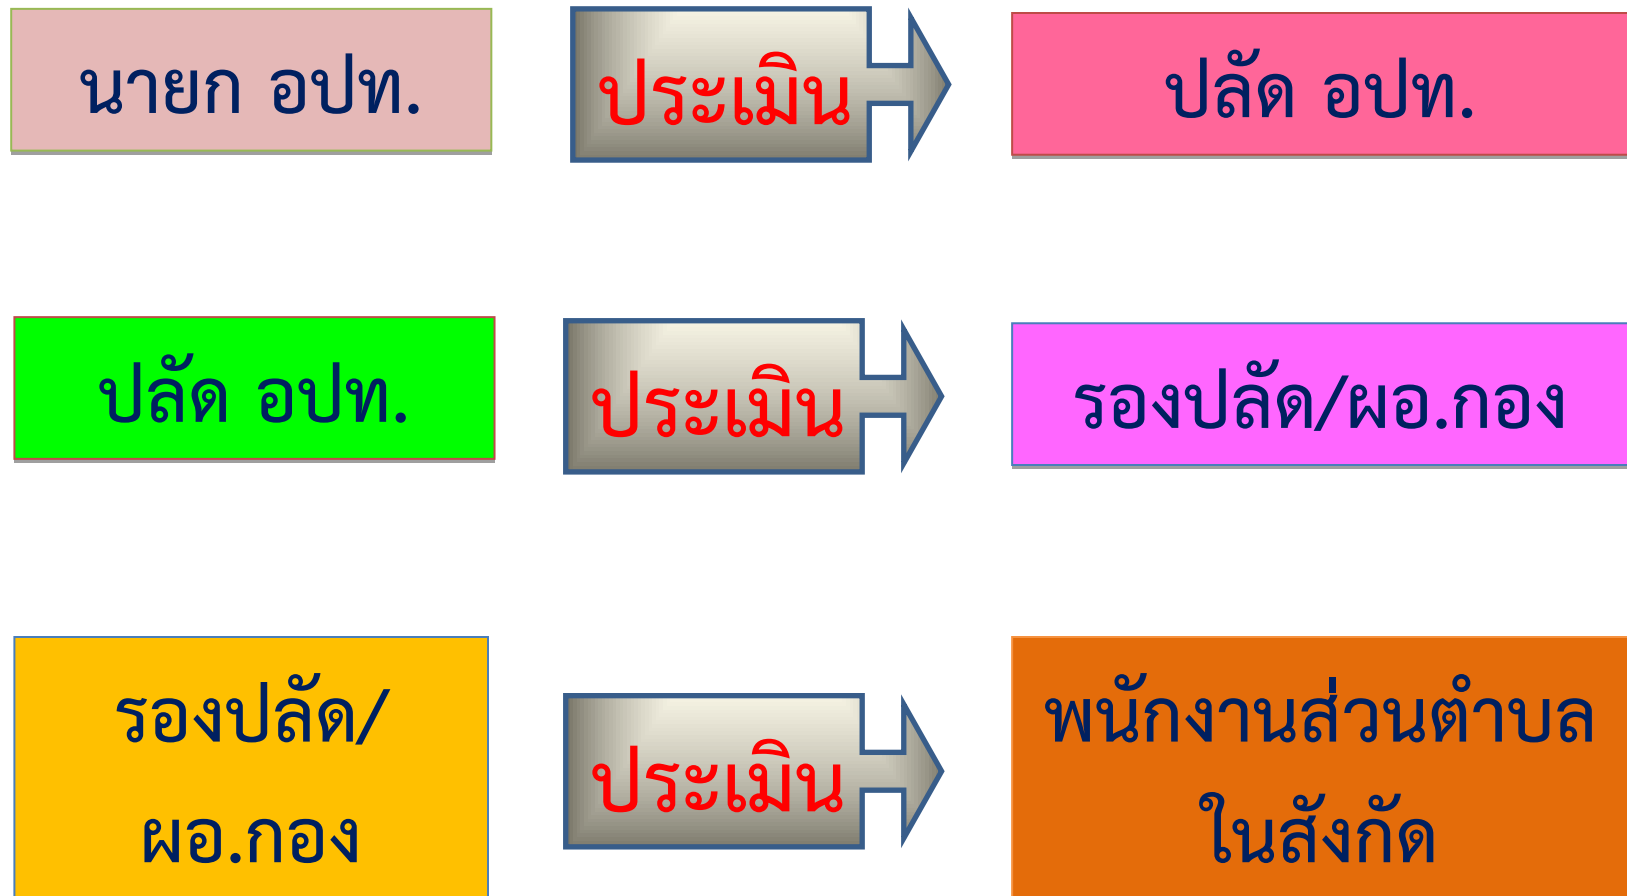 นายก อปท.
ประเมิน
ปลัด อปท.
ปลัด อปท.
ประเมิน
รองปลัด/ผอ.กอง
รองปลัด/
ผอ.กอง
ประเมิน
พนักงานส่วนตำบล
ในสังกัด